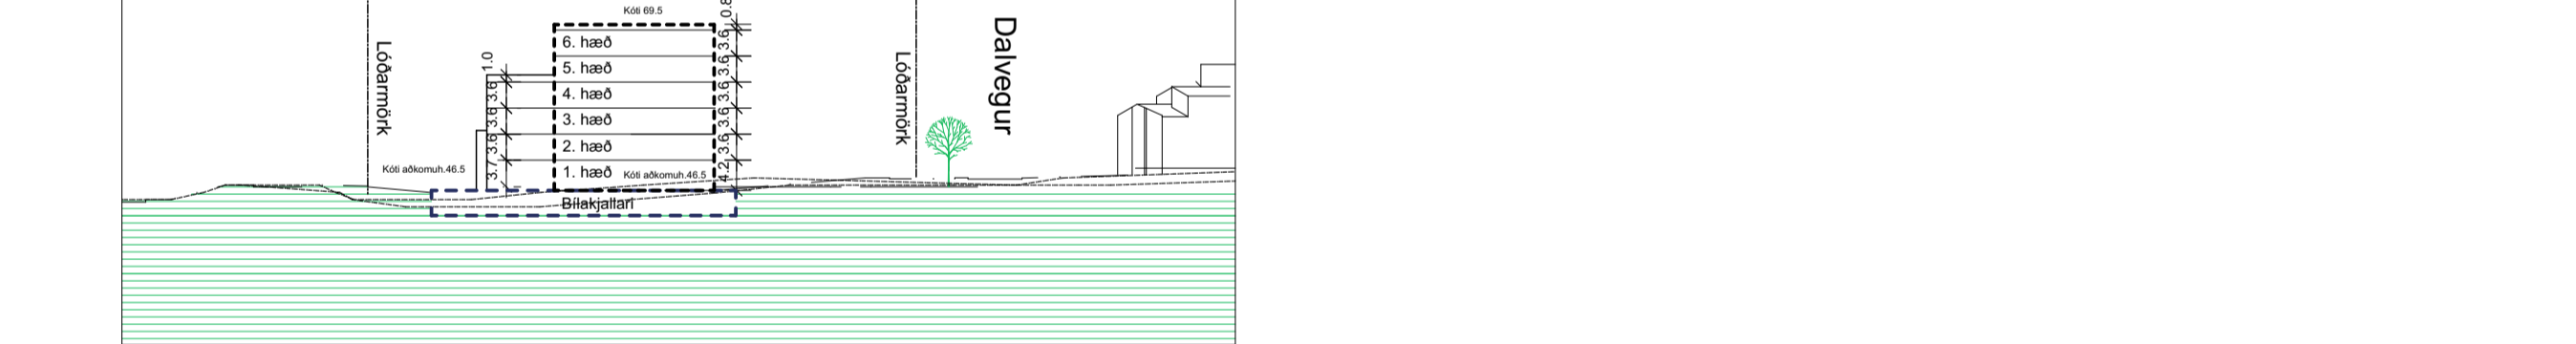 Kóti 69.5
0.8
Lóðarmörk
1.0
3.6
3.6
3.6
3.7
6. hæð
5. hæð
4. hæð
3. hæð
2. hæð
1. hæð
Kóti aðkomuh.46.5
Kóti aðkomuh.46.5
3.6
3.6
3.6
3.6
3.6
4.2
Bílakjallari
Lóðarmörk
Dalvegur